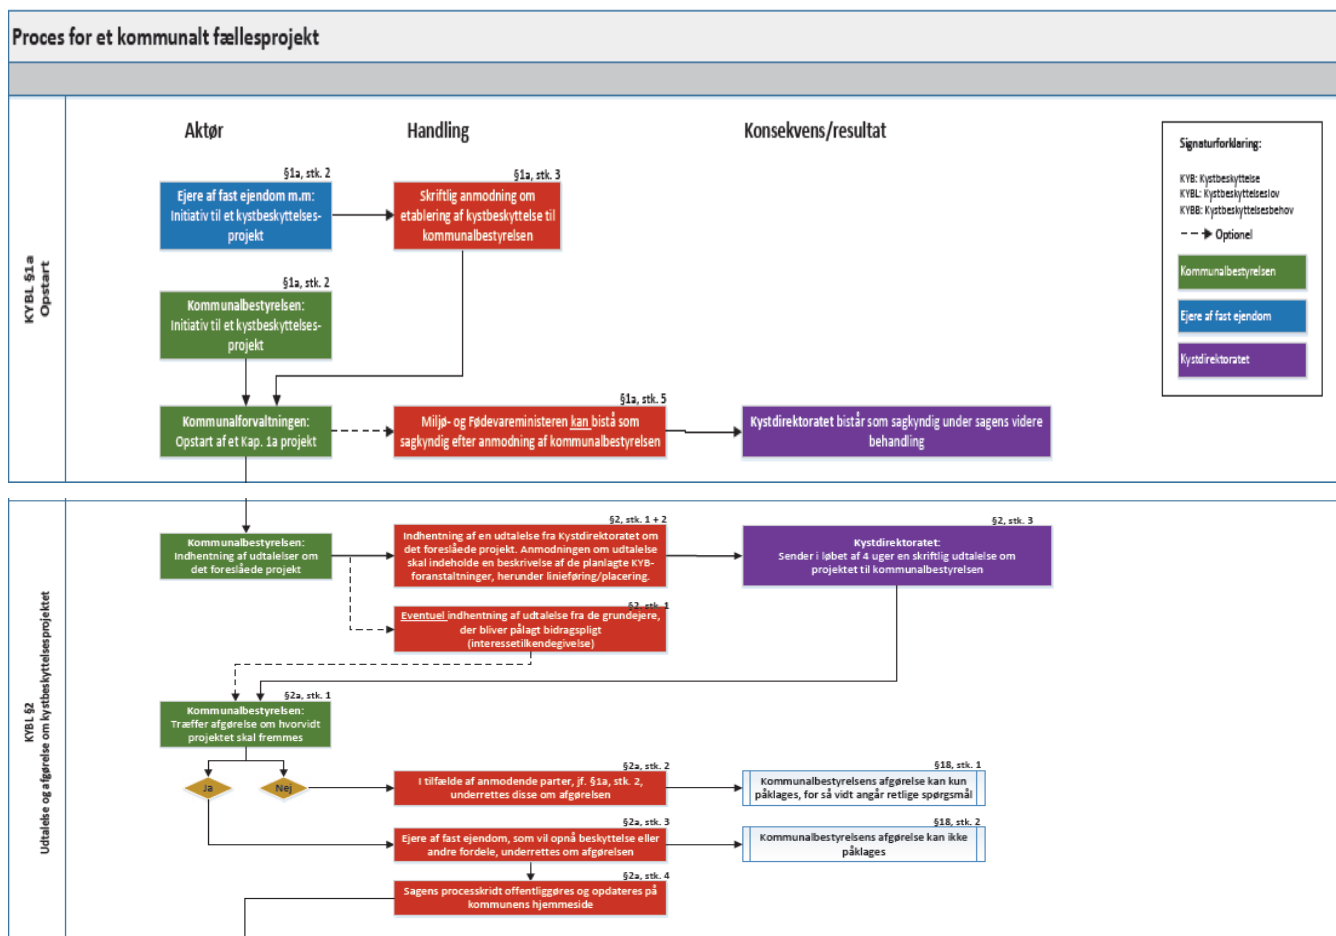 Proces for et kommunalt fællesprojekt
Aktør
Handling
Konsekvens/resultat
Signaturforklaring:
KYB: Kystbeskyttelse
KYBL: Kystbeskyttelseslov
KYBB: Kystbeskyttelsesbehov
Optionel
Kommunalbestyrelsen
Ejere af fast ejendom
Kystdirektoratet
KYBL §1a
Opstart
§1a, stk. 2
Ejere af fast ejendom m.m:
Initiativ til et kystbeskyttelses-
projekt
§1a, stk. 3
Skriftlig anmodning om
etablering af kystbeskyttelse til
kommunalbestyrelsen
§1a, stk. 2
Kommunalbestyrelsen:
Initiativ til et kystbeskyttelses-
projekt
Kommunalforvaltningen:
Opstart af et Kap. 1a projekt
§1a, stk. 5
Miljø- og Fødevareministeren kan bistå som
sagkyndig efter anmodning af kommunalbestyrelsen
Kystdirektoratet bistår som sagkyndig under sagens videre
behandling
KYBL §2
Udtalelse og afgørelse om kystbeskyttelsesprojektet
Kommunalbestyrelsen:
Indhentning af udtalelser om
det foreslåede projekt
§2, stk. 1 + 2
Indhentning af en udtalelse fra Kystdirektoratet om
det foreslåede projekt. Anmodningen om udtalelse
skal indeholde en beskrivelse af de planlagte KYB-
foranstaltninger, herunder linieføring/placering.
§2, stk. 3
Kystdirektoratet:
Sender i løbet af 4 uger en skriftlig udtalelse om
projektet til kommunalbestyrelsen
§2, stk. 1
Eventuel indhentning af udtalelse fra de grundejere,
der bliver pålagt bidragspligt
(interessetilkendegivelse)
§2a, stk. 1
Kommunalbestyrelsen:
Træffer afgørelse om hvorvidt
projektet skal fremmes
Ja
Nej
§2a, stk. 2
I tilfælde af anmodende parter, jf. §1a, stk. 2,
underrettes disse om afgørelsen
§18, stk. 1
Kommunalbestyrelsens afgørelse kan kun
påklages, for så vidt angår retlige spørgsmål
§2a, stk. 3
Ejere af fast ejendom, som vil opnå beskyttelse eller
andre fordele, underrettes om afgørelsen
§18, stk. 2
Kommunalbestyrelsens afgørelse kan ikke
påklages
§2a, stk. 4
Sagens processkridt offentliggøres og opdateres på
kommunens hjemmeside